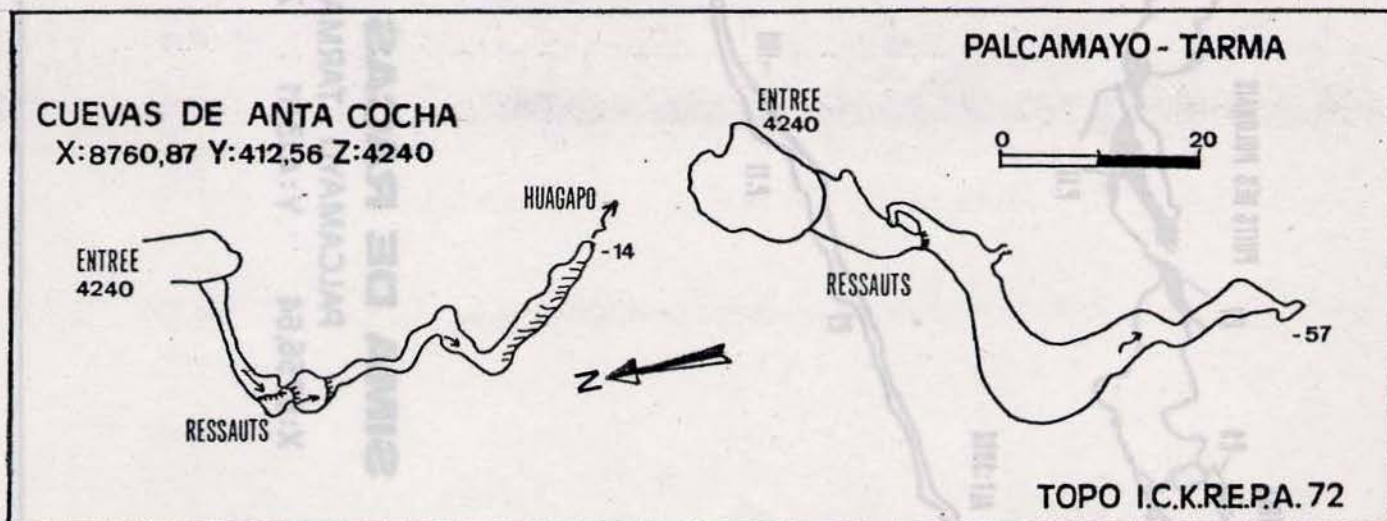 PALCAMAYO - TARMA
CUEVAS DE ANTA COCHA
X:8760,87 Y:412,56 Z:4240
ENTREE
4240
RESSAUTS
HUAGAPO
-14
ENTREE
4240
RESSAUTS
-57
0 20
N
TOPO I.C.K.R.E.P.A. 72